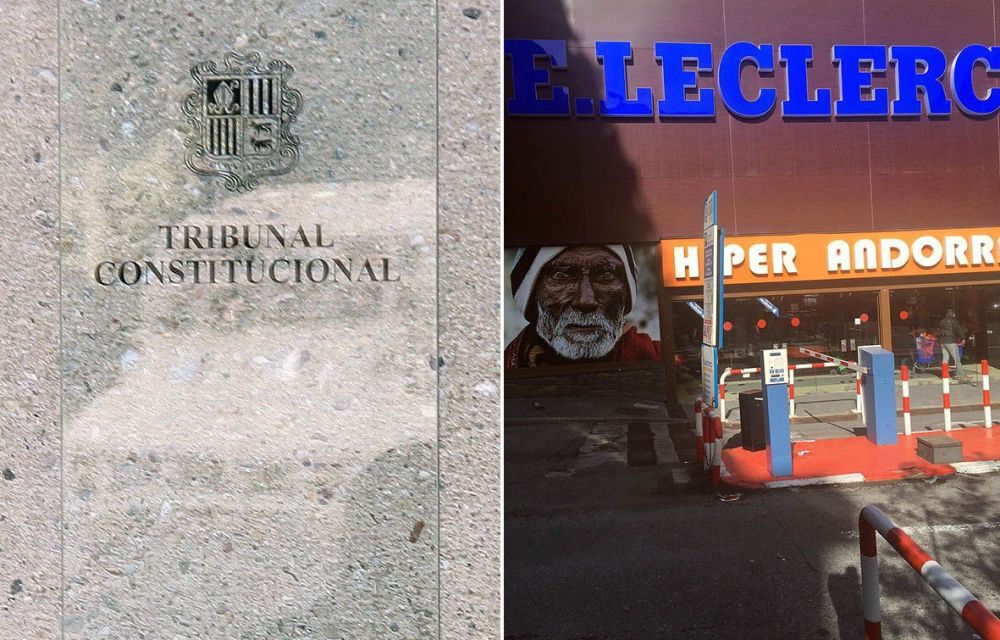 TRIBUNAL
CONSTITUCIONAL
E.LECLERC
HIPER ANDORRA